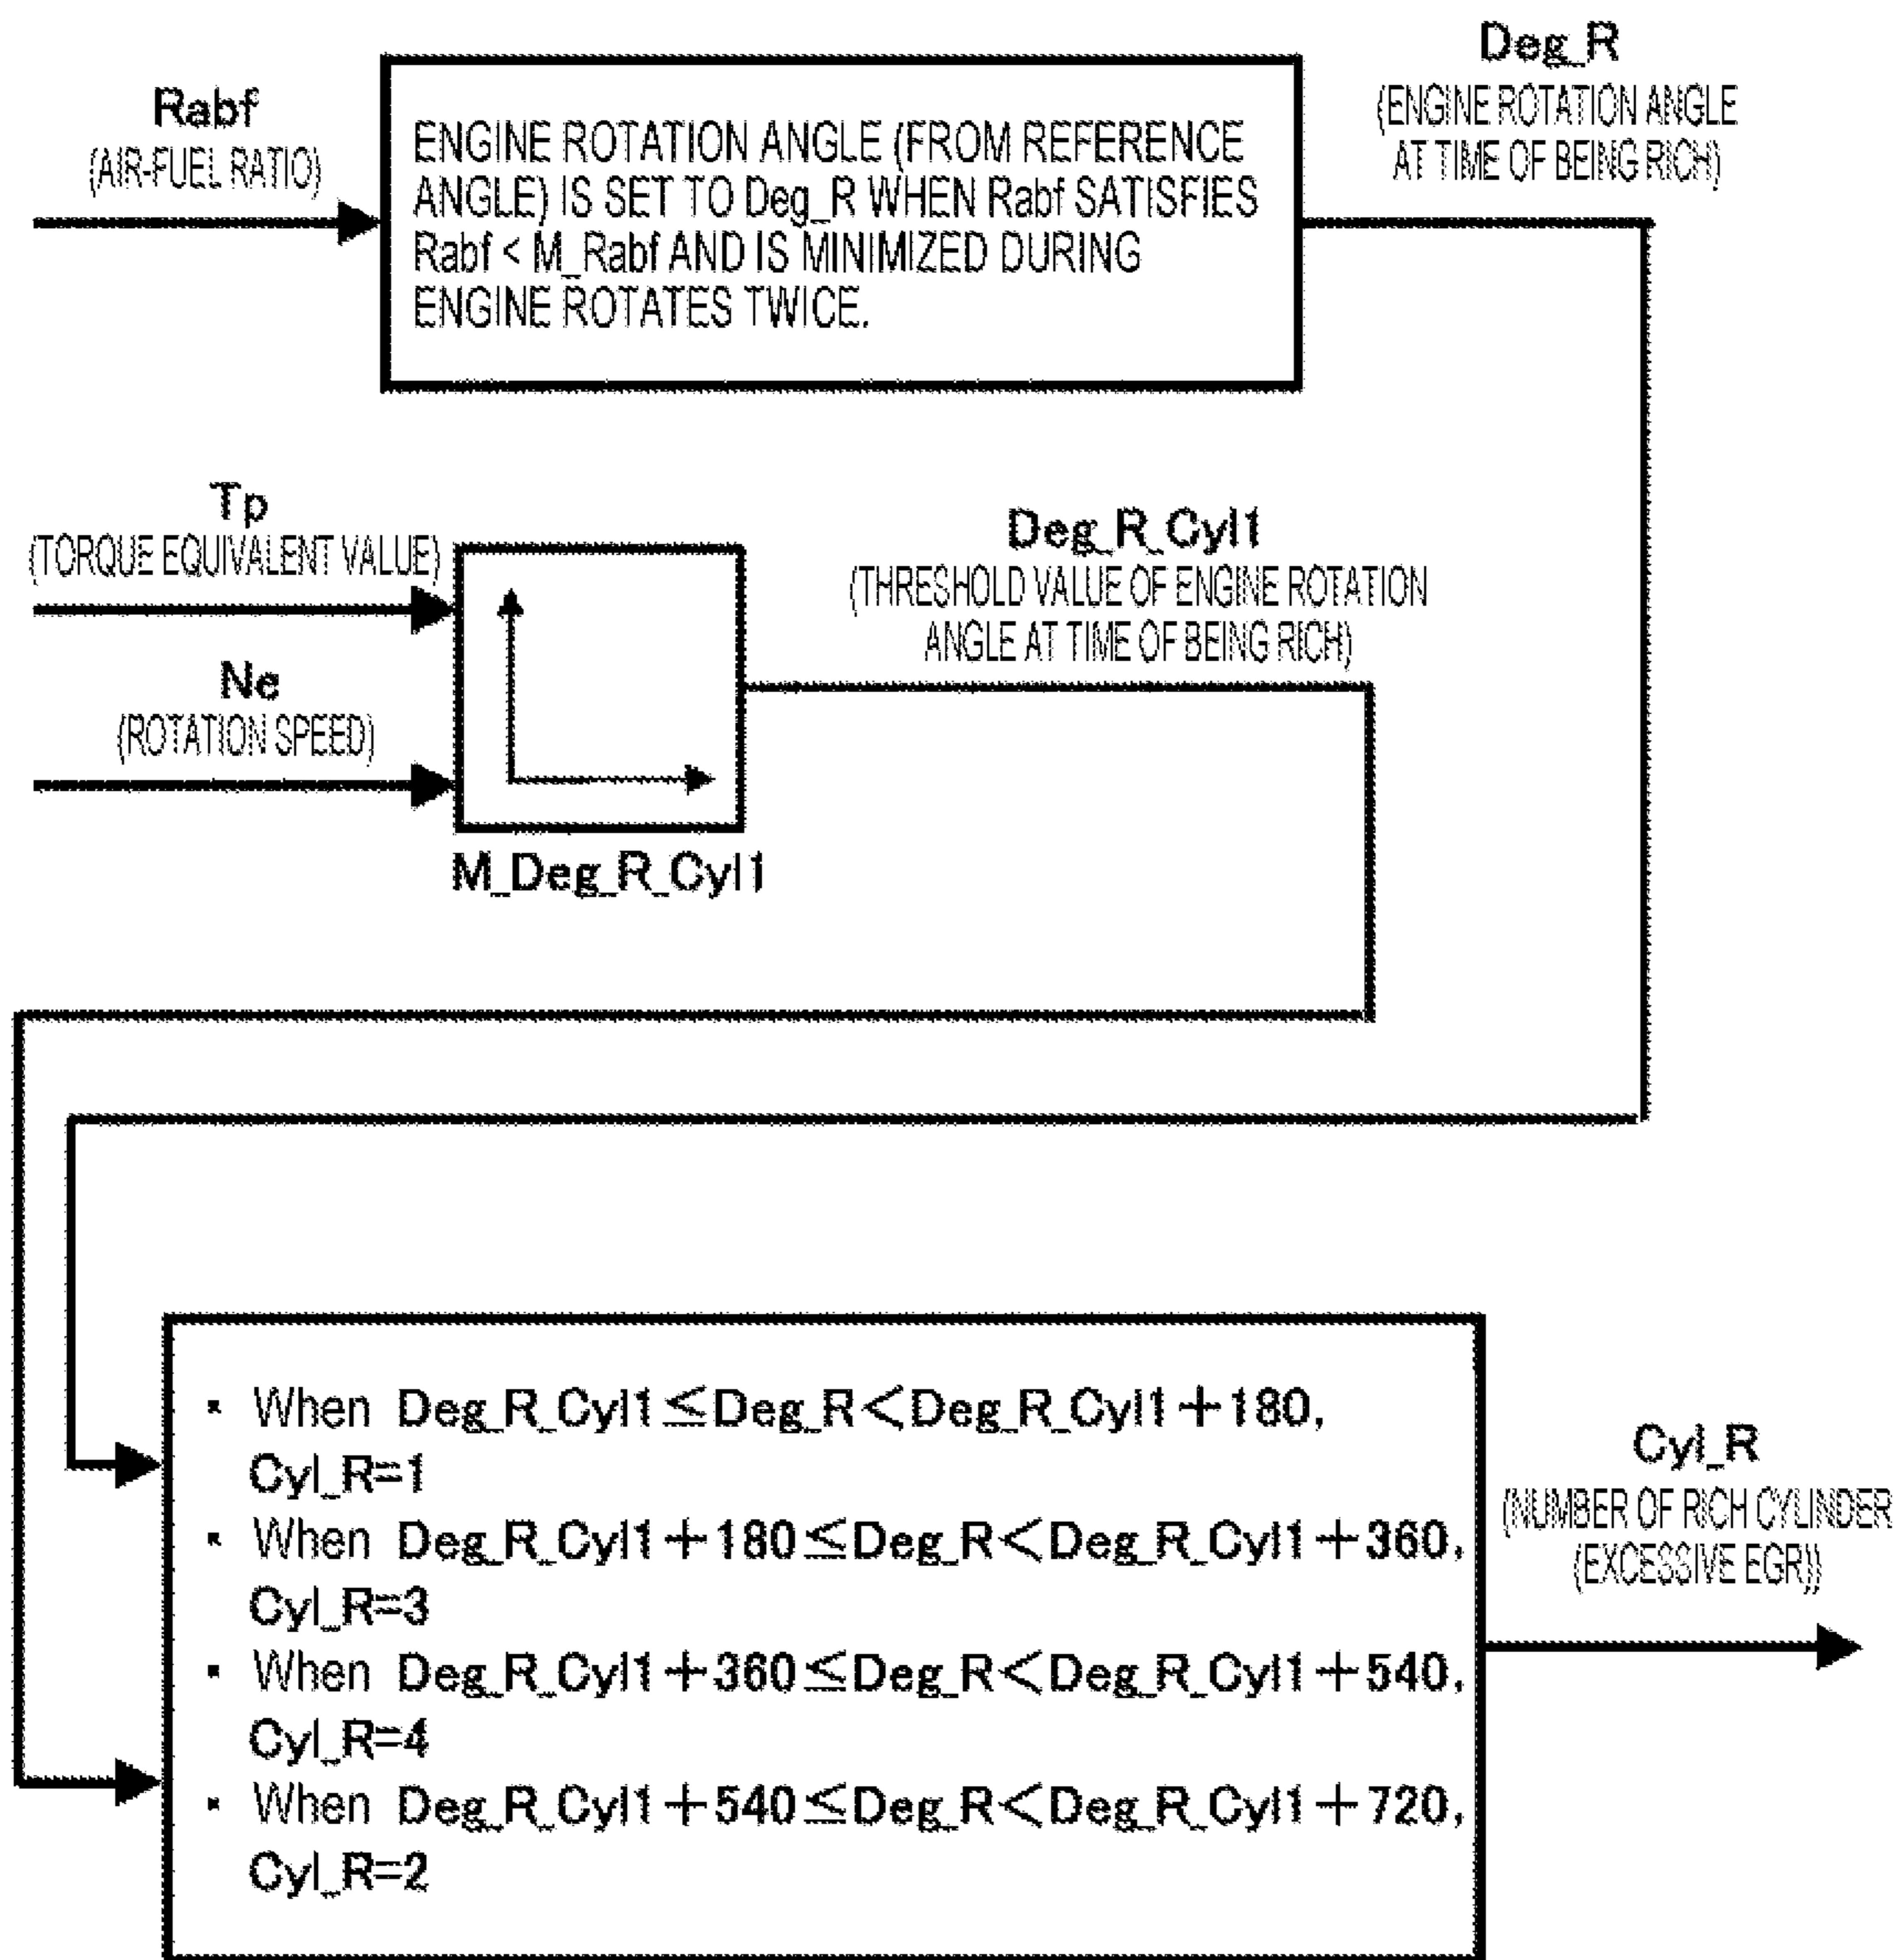 Rabf
(AIR-FUEL RATIO)
ENGINE ROTATION ANGLE (FROM REFERENCE
ANGLE) IS SET TO Deg_R WHEN Rabf SATISFIES
Rabf < M_Rabf AND IS MINIMIZED DURING
ENGINE ROTATES TWICE.
Deg_R
(ENGINE ROTATION ANGLE
AT TIME OF BEING RICH)
Tp
(TORQUE EQUIVALENT VALUE)
Ne
(ROTATION SPEED)
M_Deg_R_Cyl1
Deg_R_Cyl1
(THRESHOLD VALUE OF ENGINE ROTATION
ANGLE AT TIME OF BEING RICH)
▪ When Deg_R_Cyl1≦Deg_R<Deg_R_Cyl1+180,
Cyl_R=1
▪ When Deg_R_Cyl1+180≦Deg_R<Deg_R_Cyl1+360,
Cyl_R=3
▪ When Deg_R_Cyl1+360≦Deg_R<Deg_R_Cyl1+540,
Cyl_R=4
▪ When Deg_R_Cyl1+540≦Deg_R<Deg_R_Cyl1+720,
Cyl_R=2
Cyl_R
(NUMBER OF RICH CYLINDER
(EXCESSIVE EGR))